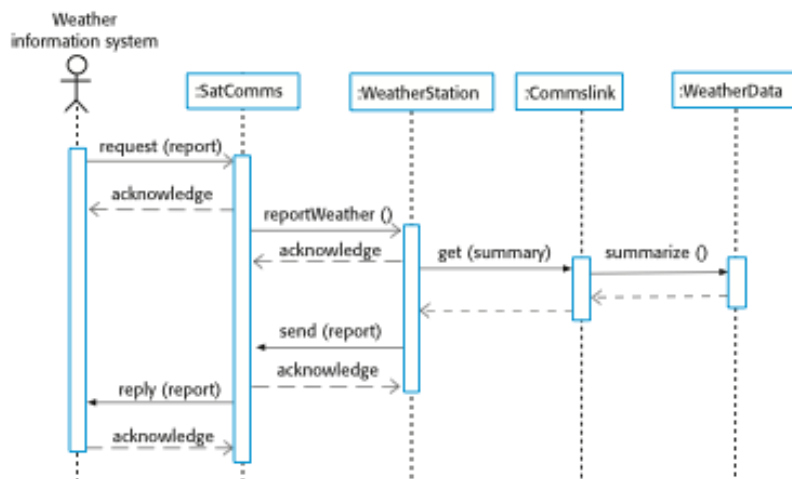 Weather
information system
:SatComms
:WeatherStation
:Commslink
:WeatherData
request (report)
acknowledge
reportWeather ()
acknowledge
get (summary)
summarize ()
send (report)
acknowledge
reply (report)
acknowledge